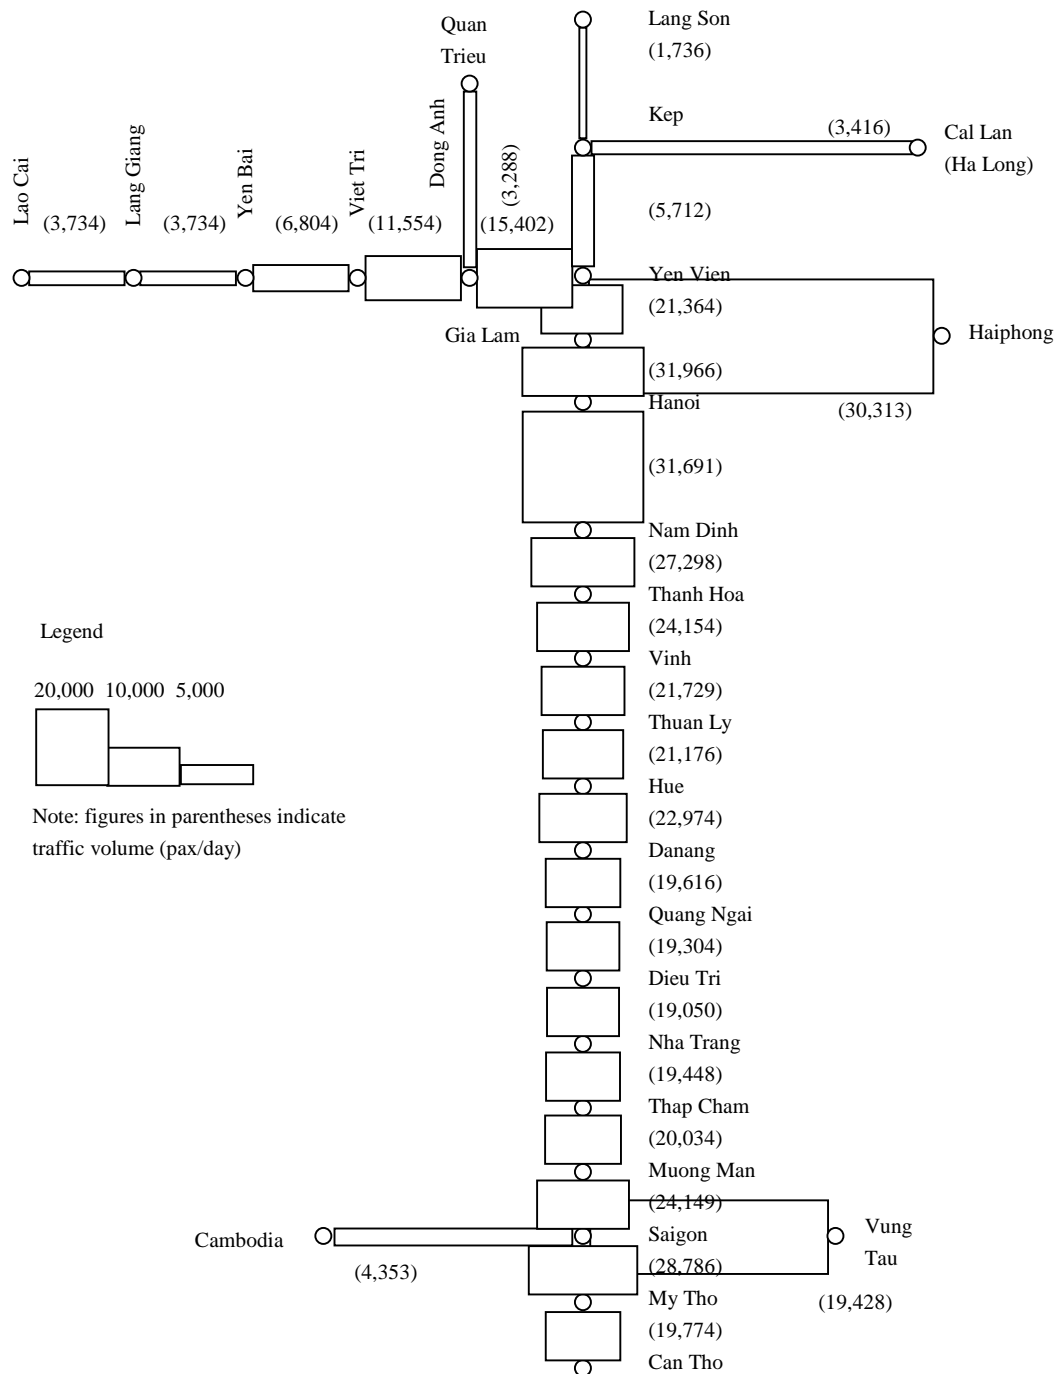 Quan
Trieu
Lang Son
(1,736)
Kep
(3,416)
Cal Lan
(Ha Long)
Lao Cai
(3,734)
Lang Giang
(3,734)
Yen Bai
(6,804)
Viet Tri
(11,554)
Dong Anh
(3,288)
(15,402)
(5,712)
Yen Vien
(21,364)
Gia Lam
Haiphong
(31,966)
Hanoi
(30,313)
(31,691)
Nam Dinh
(27,298)
Thanh Hoa
(24,154)
Legend
Vinh
20,000 10,000 5,000
(21,729)
Thuan Ly
(21,176)
Hue
Note: figures in parentheses indicate
traffic volume (pax/day)
(22,974)
Danang
(19,616)
Quang Ngai
(19,304)
Dieu Tri
(19,050)
Nha Trang
(19,448)
Thap Cham
(20,034)
Muong Man
(24,149)
Cambodia
Saigon
Vung
Tau
(4,353)
(28,786)
My Tho
(19,428)
(19,774)
Can Tho